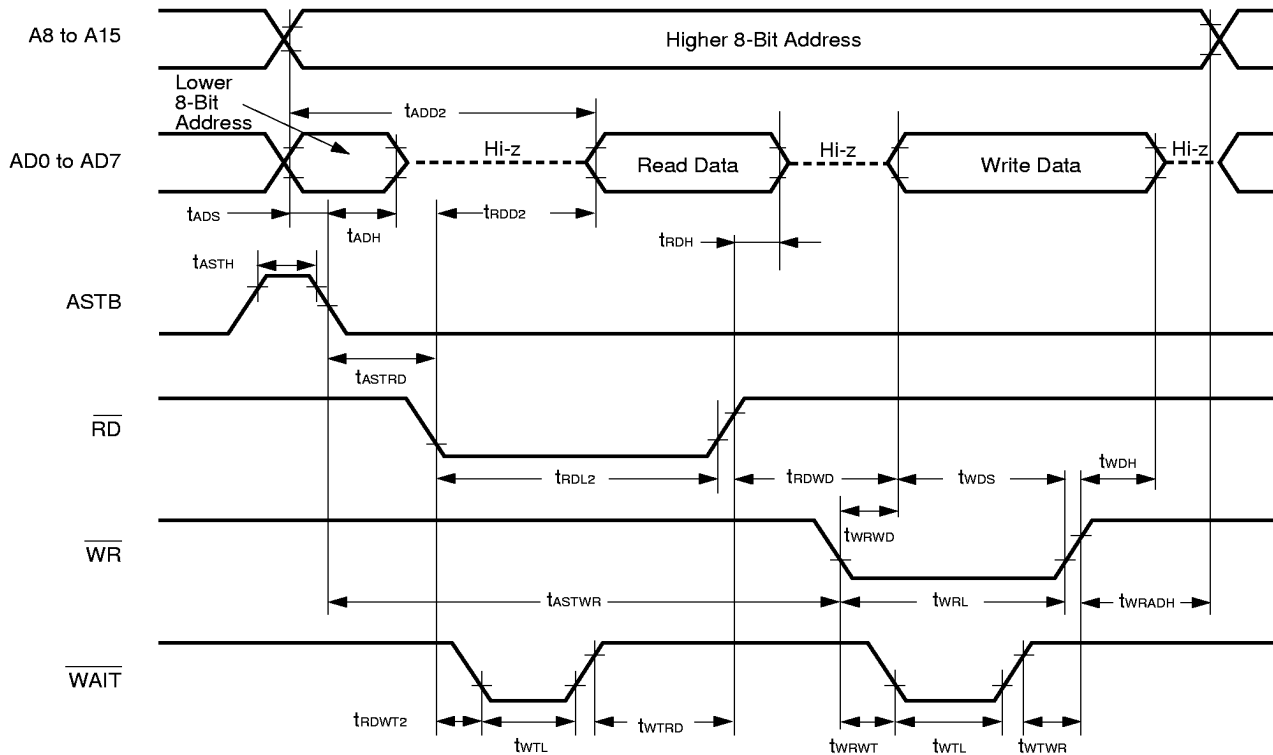 A8 to A15
Higher 8-Bit Address
Lower
8-Bit
Address
tADD2
AD0 to AD7
Hi-z
Read Data
Hi-z
Write Data
Hi-z
tADS
tADH
tRDD2
tRDH
tASTH
ASTB
tASTRD
RD
tRDL2
tRDWD
tWDS
tWDH
WR
tWRWD
tASTWR
tWRL
tWRADH
WAIT
tRDWT2
tWTL
tWTRD
tWRWT
tWTL
tWTWR